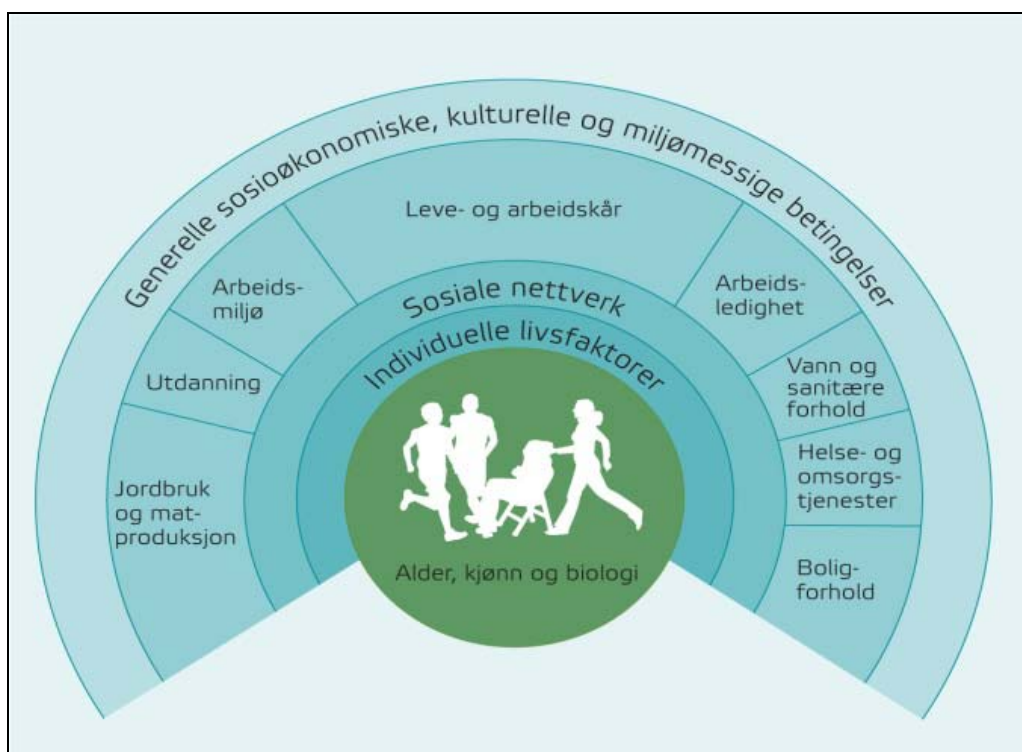 Generelle sosioøkonomiske, kulturelle og miljømessige betingelser
Leve- og arbeidskår
Arbeids-
miljø
Arbeids-
ledighet
Sosiale nettverk
Individuelle livsfaktorer
Utdanning
Vann og
sanitære
forhold
Jordbruk
og mat-
produksjon
Helse- og
omsorgs-
tjenester
Alder, kjønn og biologi
Bolig-
forhold